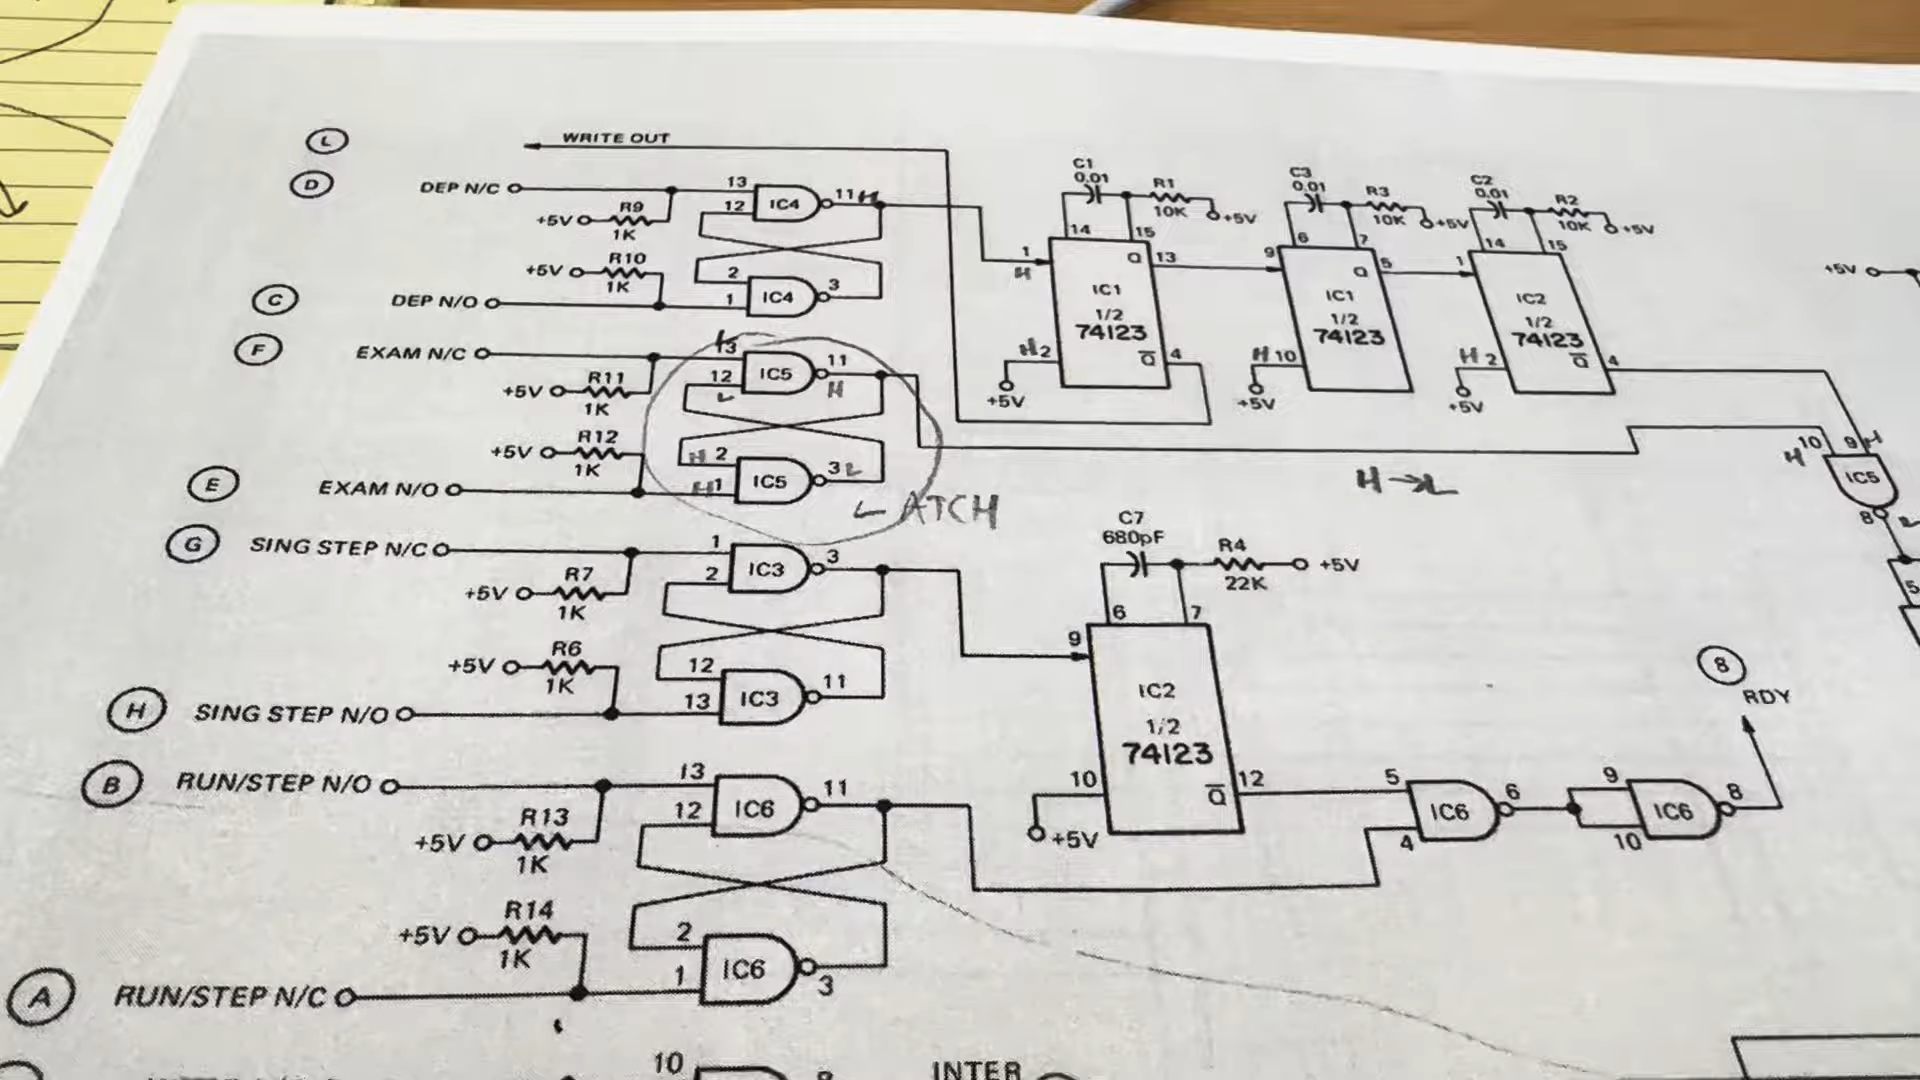 L
WRITE OUT
D
DEP N/C
+5V
R9
1K
13
12
IC4
11 H
+5V
R10
1K
2
1
IC4
3
C
DEP N/O
F
EXAM N/C
+5V
R11
1K
L
13
12
L
IC5
11
H
+5V
R12
1K
H 2
H 1
IC5
3 L
LATCH
E
EXAM N/O
C1
0.01
R1
10K
+5V
14
15
1
H
Q
13
IC1
1/2
74123
H 2
+5V
Q
4
C3
0.01
R3
10K
+5V
6
7
9
Q
5
IC1
1/2
74123
H 10
+5V
C2
0.01
R2
10K
+5V
14
15
1
IC2
1/2
74123
H 2
+5V
Q
4
+5V
H → L
10
H
9 H
IC5
8
L
5
G
SING STEP N/C
+5V
R7
1K
1
2
IC3
3
+5V
R6
1K
12
13
IC3
11
H
SING STEP N/O
C7
680pF
R4
22K
+5V
6
7
9
IC2
1/2
74123
10
+5V
Q
12
B
RUN/STEP N/O
+5V
R13
1K
13
12
IC6
11
+5V
R14
1K
2
1
IC6
3
A
RUN/STEP N/C
5
4
IC6
6
9
10
IC6
8
8
RDY
10
INTER